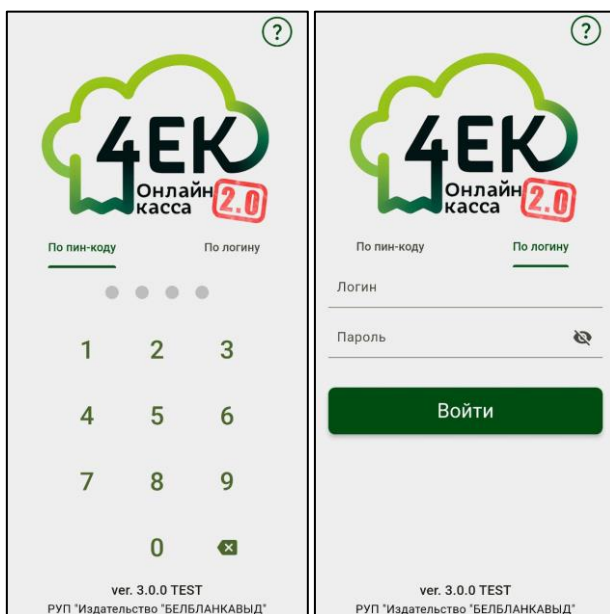 ?
4ЕК
Онлайн
касса
2.0
По пин-коду По логину
1 2 3
4 5 6
7 8 9
0
ver. 3.0.0 TEST
РУП "Издательство "БЕЛБЛАНКАВЫД"
?
4ЕК
Онлайн
касса
2.0
По пин-коду По логину
Логин
Пароль
Войти
ver. 3.0.0 TEST
РУП "Издательство "БЕЛБЛАНКАВЫД"